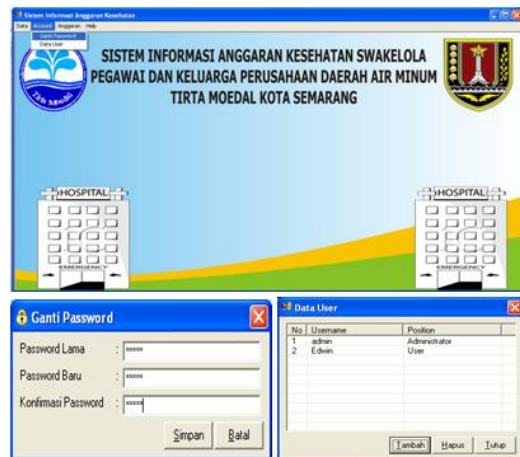 Sistem Informasi Anggaran Kesehatan
Data Account Anggaran Help
Ganti Password
Data User
SISTEM INFORMASI ANGGARAN KESEHATAN SWAKELOLA
PEGAWAI DAN KELUARGA PERUSAHAAN DAERAH AIR MINUM
TIRTA MOEDAL KOTA SEMARANG
Tirta Moedal
HOSPITAL HOSPITAL
EMERGENCY EMERGENCY
Ganti Password
Password Lama : *****
Password Baru : *****
Konfirmasi Password : *****
Simpan Batal
Data User
No Username Position
1 admin Administrator
2 Edwin User
Tambah Hapus Tutup